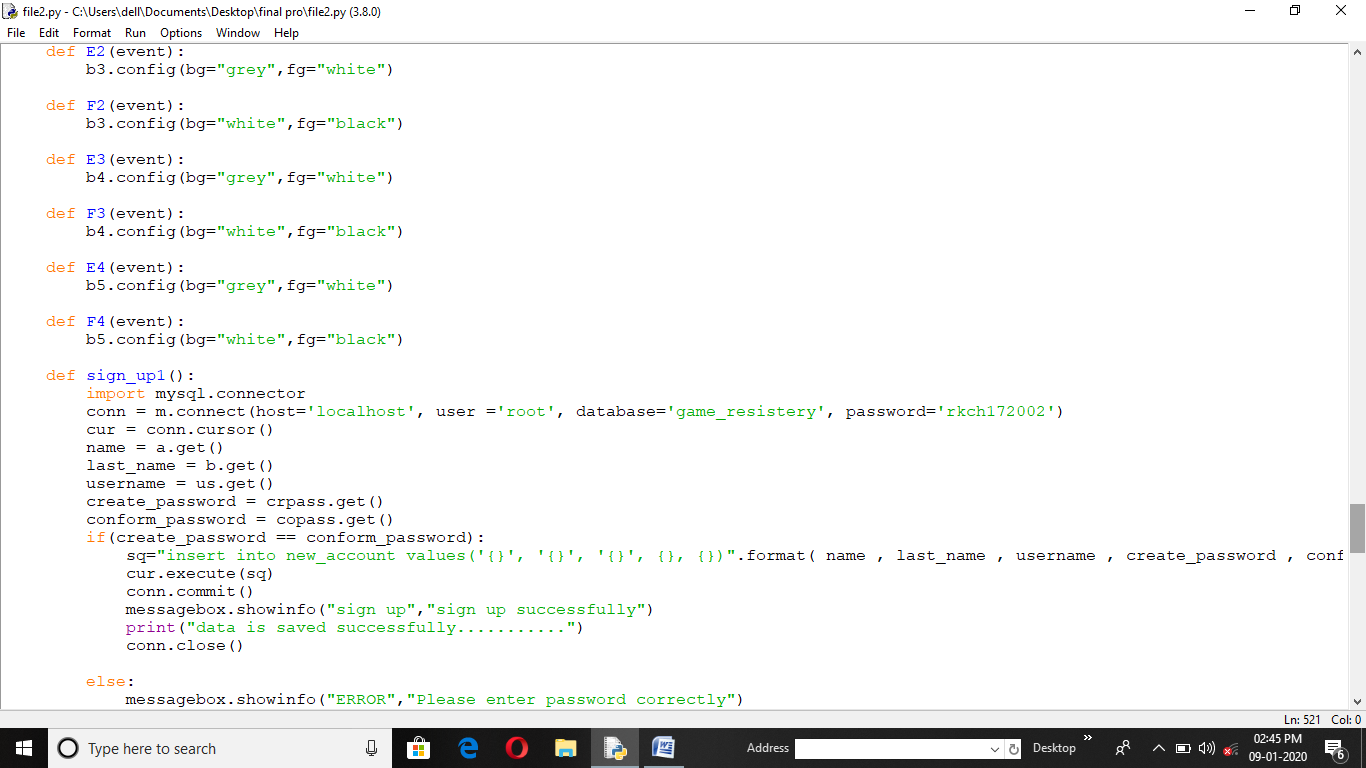 file2.py - C:\Users\dell\Documents\Desktop\final pro\file2.py (3.8.0)
File Edit Format Run Options Window Help
    def E2(event):
        b3.config(bg="grey",fg="white")

    def F2(event):
        b3.config(bg="white",fg="black")

    def E3(event):
        b4.config(bg="grey",fg="white")

    def F3(event):
        b4.config(bg="white",fg="black")

    def E4(event):
        b5.config(bg="grey",fg="white")

    def F4(event):
        b5.config(bg="white",fg="black")

    def sign_up1():
        import mysql.connector
        conn = m.connect(host='localhost', user ='root', database='game_resistery', password='rkch172002')
        cur = conn.cursor()
        name = a.get()
        last_name = b.get()
        username = us.get()
        create_password = crpass.get()
        conform_password = copass.get()
        if(create_password == conform_password):
            sq="insert into new_account values('{}', '{}', '{}', {}, {})".format( name , last_name , username , create_password , conf
            cur.execute(sq)
            conn.commit()
            messagebox.showinfo("sign up","sign up successfully")
            print("data is saved successfully...........")
            conn.close()

        else:
            messagebox.showinfo("ERROR","Please enter password correctly")
Ln: 521 Col: 0
Type here to search
Address
Desktop
02:45 PM
09-01-2020
6